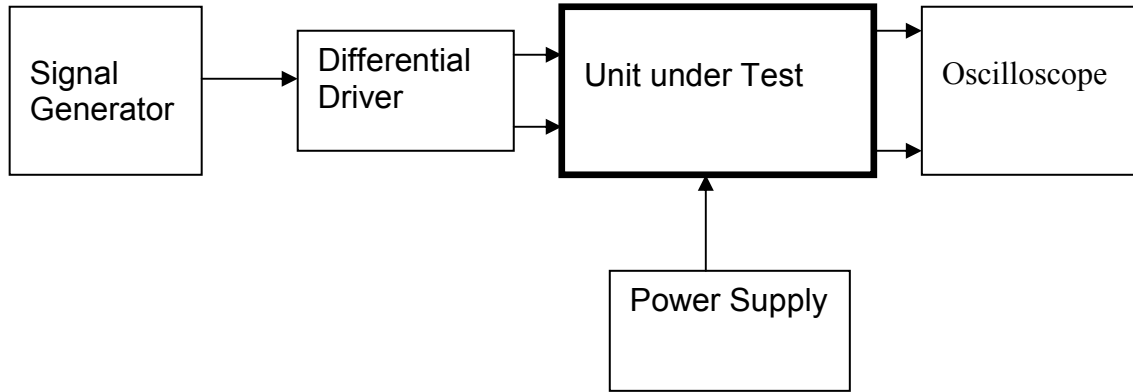 Signal
Generator
Differential
Driver
Unit under Test
Oscilloscope
Power Supply